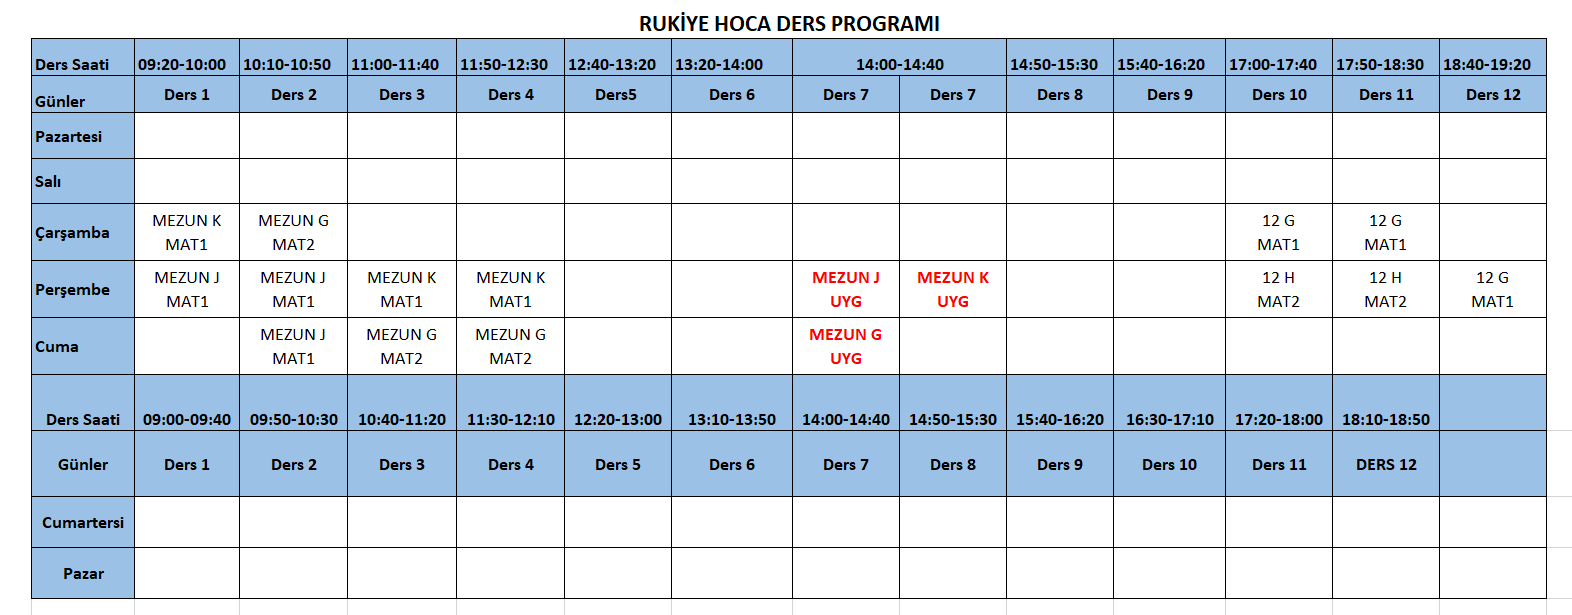 RUKİYE HOCA DERS PROGRAMI
Ders Saati 09:20-10:00 10:10-10:50 11:00-11:40 11:50-12:30 12:40-13:20 13:20-14:00 14:00-14:40 14:50-15:30 15:40-16:20 17:00-17:40 17:50-18:30 18:40-19:20
Günler Ders 1 Ders 2 Ders 3 Ders 4 Ders5 Ders 6 Ders 7 Ders 7 Ders 8 Ders 9 Ders 10 Ders 11 Ders 12
Pazartesi
Salı
Çarşamba
MEZUN K MEZUN G 12 G 12 G
MAT1 MAT2 MAT1 MAT1
Perşembe
MEZUN J MEZUN J MEZUN K MEZUN K MEZUN J MEZUN K 12 H 12 H 12 G
MAT1 MAT1 MAT1 MAT1 UYG UYG MAT2 MAT2 MAT1
Cuma
MEZUN J MEZUN G MEZUN G MEZUN G
MAT1 MAT2 MAT2 UYG
Ders Saati 09:00-09:40 09:50-10:30 10:40-11:20 11:30-12:10 12:20-13:00 13:10-13:50 14:00-14:40 14:50-15:30 15:40-16:20 16:30-17:10 17:20-18:00 18:10-18:50
Günler Ders 1 Ders 2 Ders 3 Ders 4 Ders 5 Ders 6 Ders 7 Ders 8 Ders 9 Ders 10 Ders 11 DERS 12
Cumartersi
Pazar